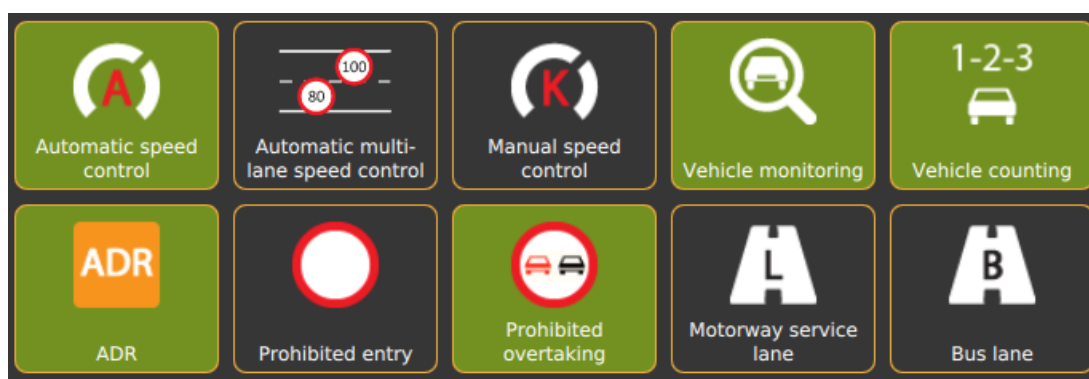 A
Automatic speed
control
100
80
Automatic multi-
lane speed control
K
Manual speed
control
Vehicle monitoring
1-2-3
Vehicle counting
ADR
ADR
Prohibited entry
Prohibited
overtaking
L
Motorway service
lane
B
Bus lane